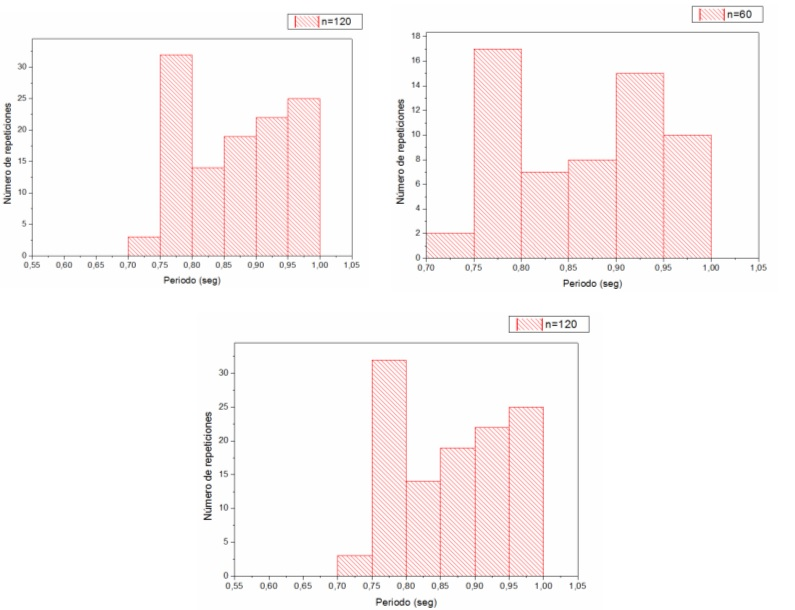 n=120
Número de repeticiones
30
25
20
15
10
5
0
0,55 0,60 0,65 0,70 0,75 0,80 0,85 0,90 0,95 1,00 1,05
Periodo (seg)
n=60
Número de repeticiones
18
16
14
12
10
8
6
4
2
0
0,70 0,75 0,80 0,85 0,90 0,95 1,00 1,05
Periodo (seg)
n=120
Número de repeticiones
30
25
20
15
10
5
0
0,55 0,60 0,65 0,70 0,75 0,80 0,85 0,90 0,95 1,00 1,05
Periodo (seg)